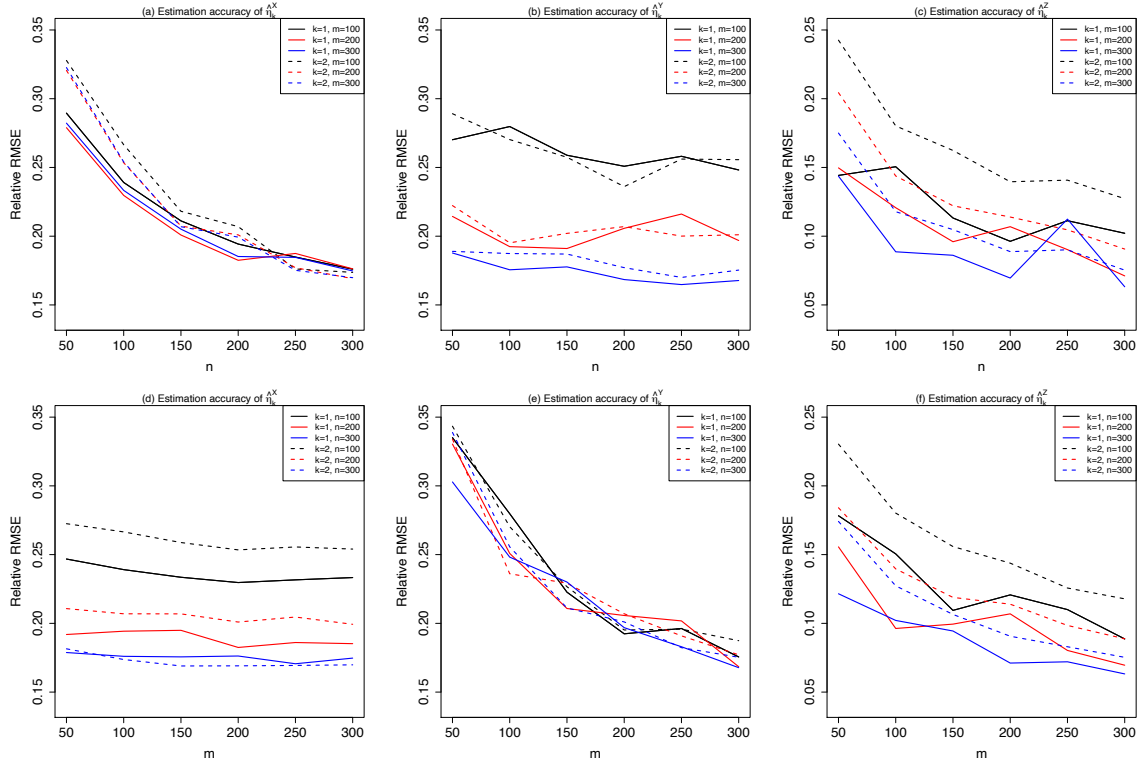 (a) Estimation accuracy of η̂ₖˣ
Relative RMSE
0.35
0.30
0.25
0.20
0.15
50 100 150 200 250 300
n
k=1, m=100
k=1, m=200
k=1, m=300
k=2, m=100
k=2, m=200
k=2, m=300
(b) Estimation accuracy of η̂ₖʸ
Relative RMSE
0.35
0.30
0.25
0.20
0.15
50 100 150 200 250 300
n
k=1, m=100
k=1, m=200
k=1, m=300
k=2, m=100
k=2, m=200
k=2, m=300
(c) Estimation accuracy of η̂ₖᶻ
Relative RMSE
0.25
0.20
0.15
0.10
0.05
50 100 150 200 250 300
n
k=1, m=100
k=1, m=200
k=1, m=300
k=2, m=100
k=2, m=200
k=2, m=300
(d) Estimation accuracy of η̂ₖˣ
Relative RMSE
0.35
0.30
0.25
0.20
0.15
50 100 150 200 250 300
m
k=1, n=100
k=1, n=200
k=1, n=300
k=2, n=100
k=2, n=200
k=2, n=300
(e) Estimation accuracy of η̂ₖʸ
Relative RMSE
0.35
0.30
0.25
0.20
0.15
50 100 150 200 250 300
m
k=1, n=100
k=1, n=200
k=1, n=300
k=2, n=100
k=2, n=200
k=2, n=300
(f) Estimation accuracy of η̂ₖᶻ
Relative RMSE
0.25
0.20
0.15
0.10
0.05
50 100 150 200 250 300
m
k=1, n=100
k=1, n=200
k=1, n=300
k=2, n=100
k=2, n=200
k=2, n=300